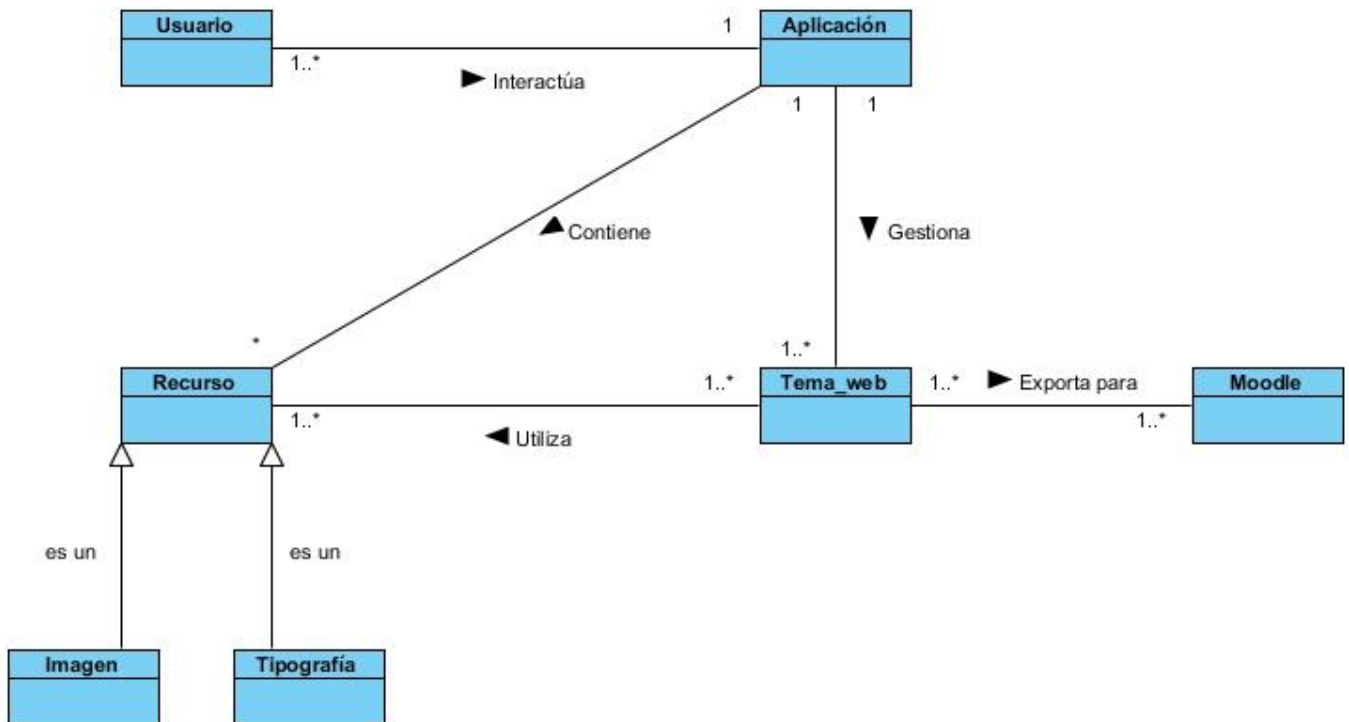 Usuario
1
Aplicación
1..*
► Interactúa
1
1
Contiene
Gestiona
*
1..*
Recurso
1..*
Tema_web
1..*
► Exporta para
Moodle
1..*
◄ Utiliza
1..*
es un
es un
Imagen
Tipografía